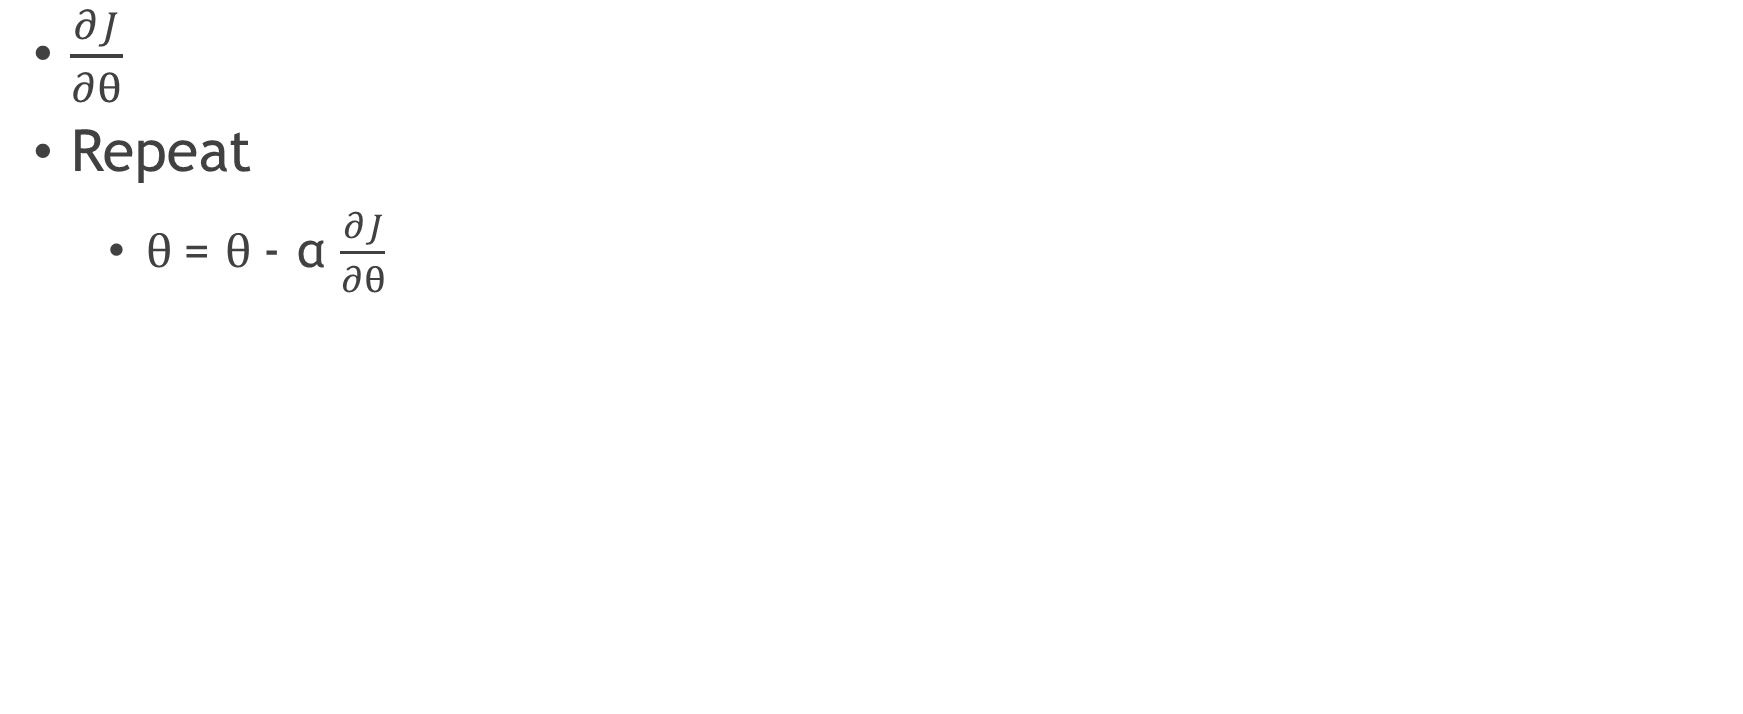 • ∂J/∂θ
• Repeat
• θ = θ - α ∂J/∂θ